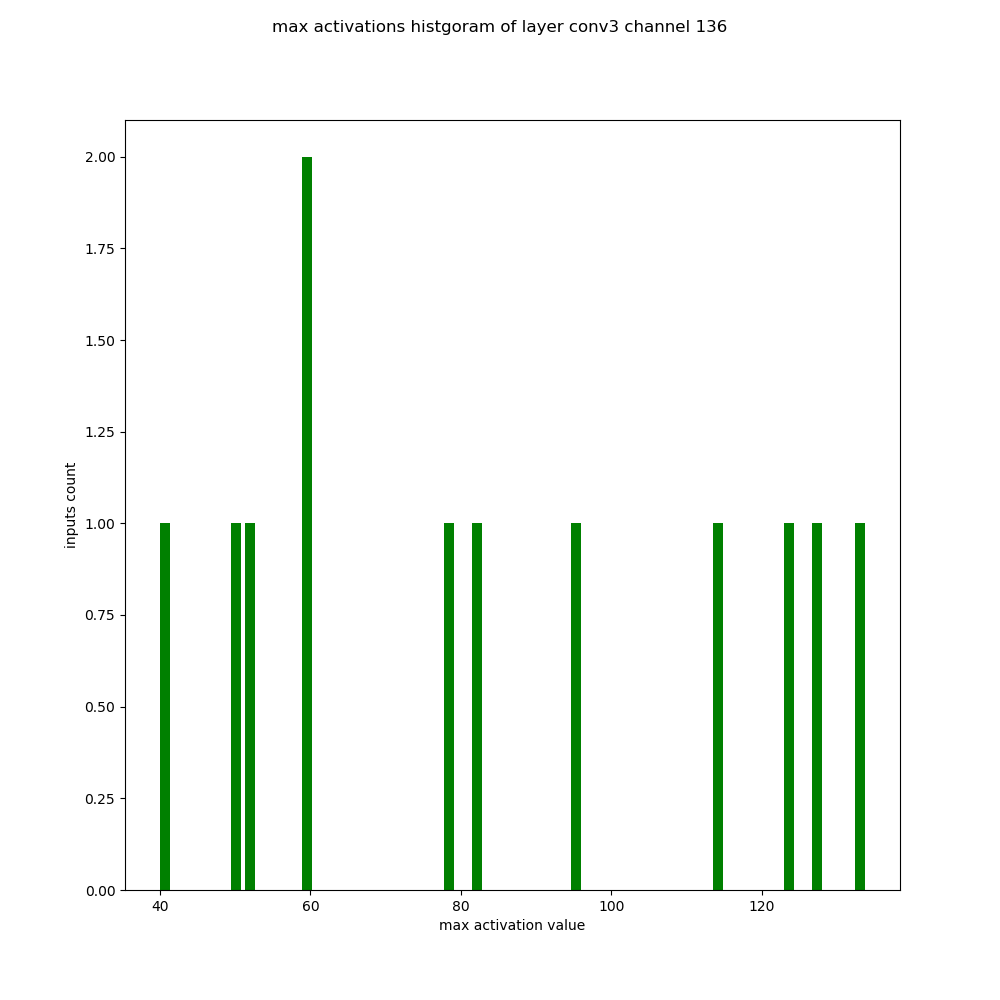 max activations histgoram of layer conv3 channel 136
2.00
1.75
1.50
1.25
1.00
0.75
0.50
0.25
0.00
inputs count
40 60 80 100 120
max activation value